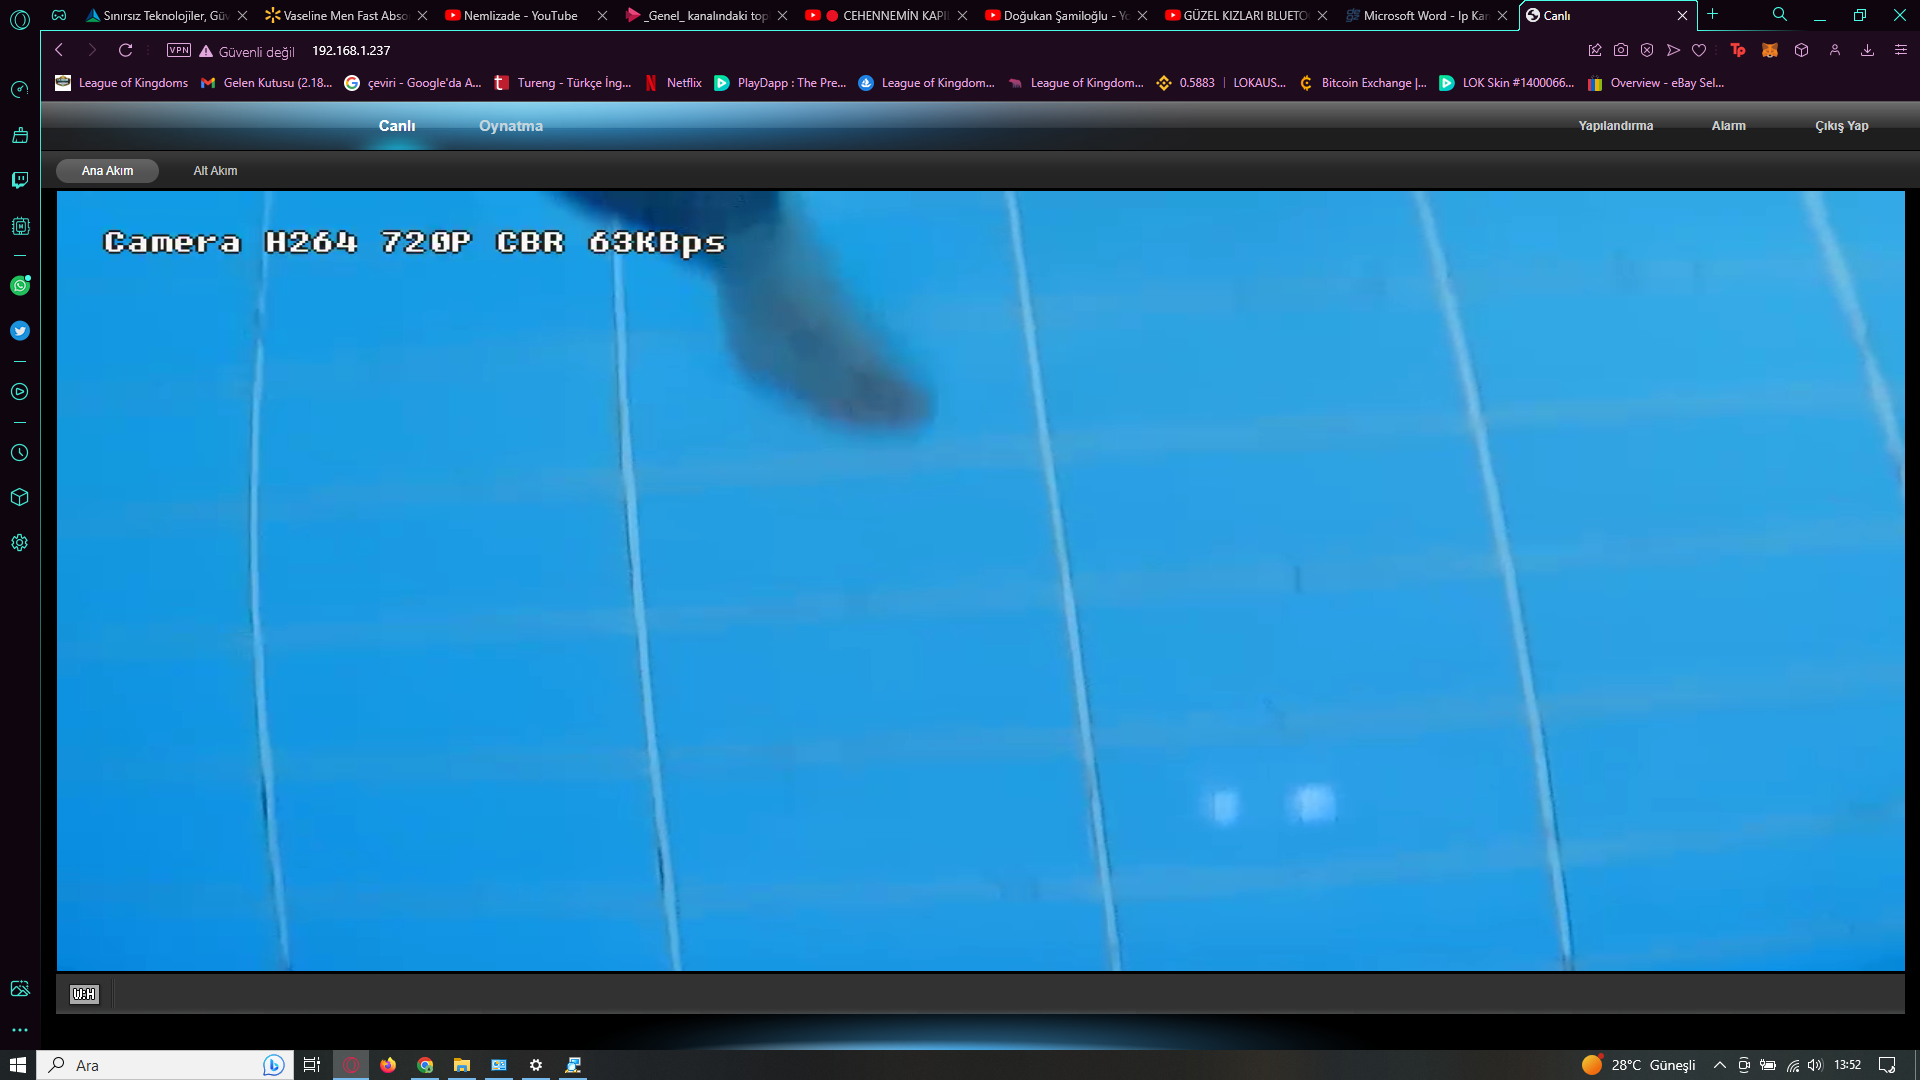 Sınırsız Teknolojiler, Güv
Vaseline Men Fast Abso
Nemlizade - YouTube
_Genel_ kanalındaki top
CEHENNEMİN KAPI
Doğukan Şamiloğlu - Yo
GÜZEL KIZLARI BLUETO
Microsoft Word - Ip Kar
Canlı
VPN
Güvenli değil
192.168.1.237
League of Kingdoms
Gelen Kutusu (2.18...
çeviri - Google'da A...
Tureng - Türkçe İng...
Netflix
PlayDapp : The Pre...
League of Kingdom...
League of Kingdom...
0.5883 | LOKAUS...
Bitcoin Exchange |...
LOK Skin #1400066...
Overview - eBay Sel...
Canlı
Oynatma
Yapılandırma
Alarm
Çıkış Yap
Ana Akım
Alt Akım
Camera H264 720P CBR 63KBps
W:H
Ara
28°C Güneşli
13:52